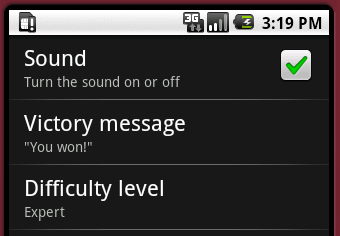 3G 3:19 PM
Sound
Turn the sound on or off
Victory message
"You won!"
Difficulty level
Expert